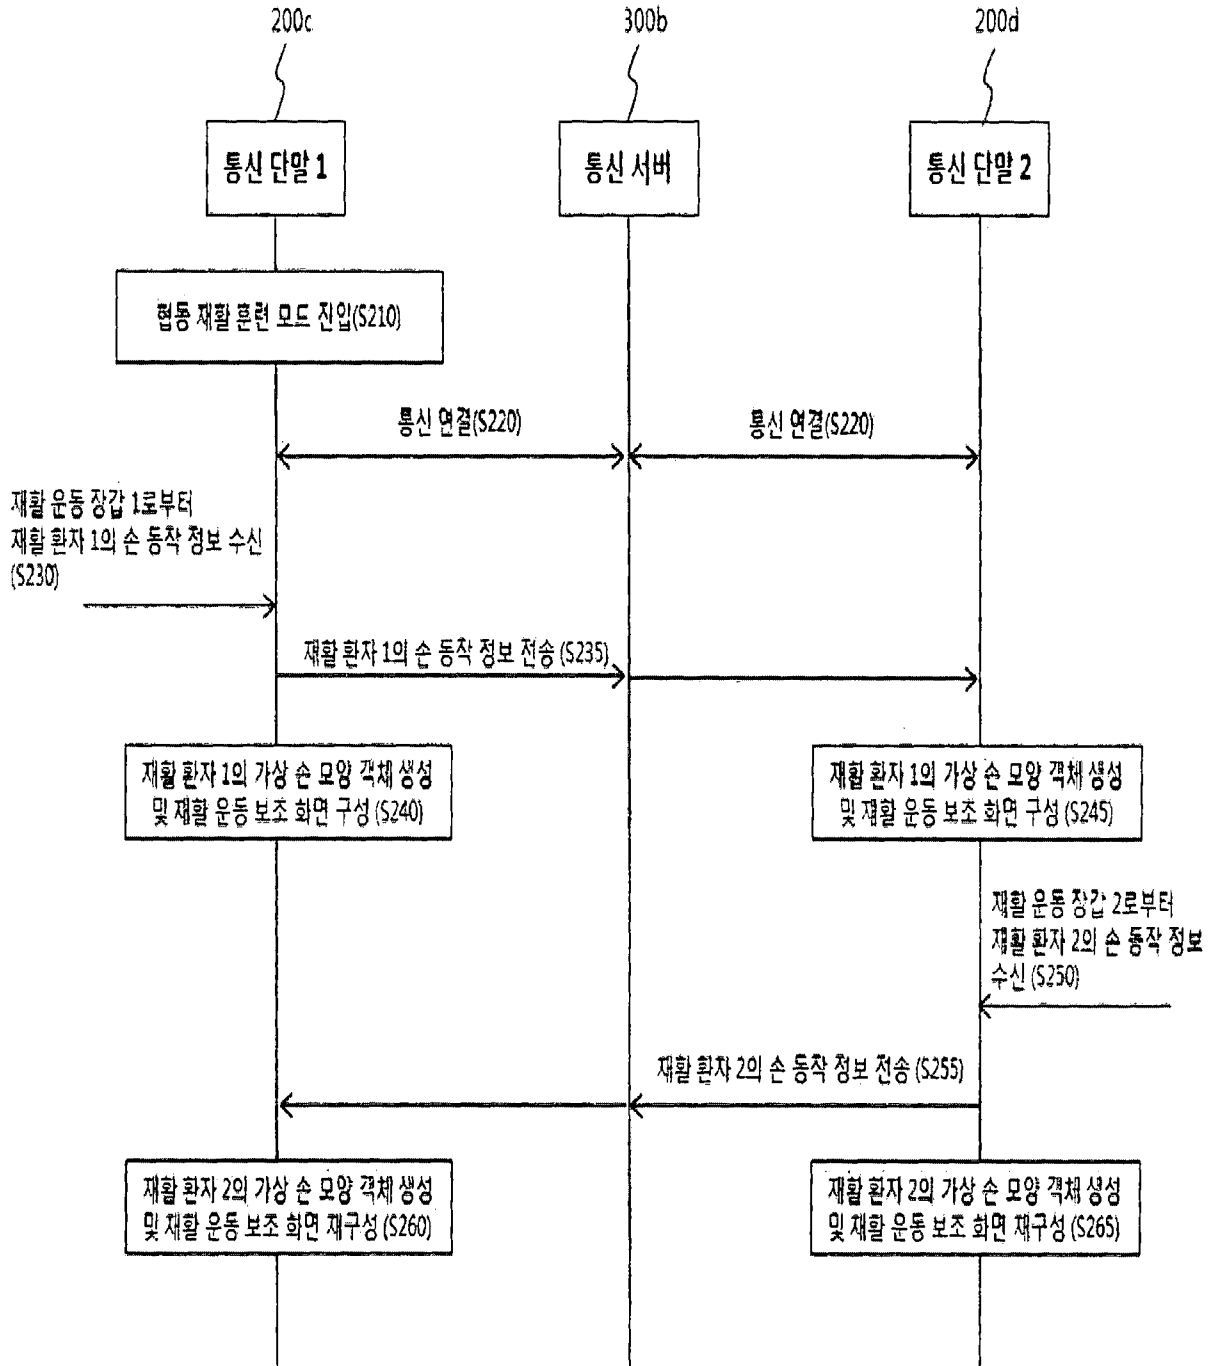 200c
300b
200d
통신 단말 1
통신 서버
통신 단말 2
협동 재활 훈련 모드 진입(S210)
통신 연결(S220)
통신 연결(S220)
재활 운동 장갑 1로부터
재활 환자 1의 손 동작 정보 수신
(S230)
재활 환자 1의 손 동작 정보 전송 (S235)
재활 환자 1의 가상 손 모양 객체 생성
및 재활 운동 보조 화면 구성 (S240)
재활 환자 1의 가상 손 모양 객체 생성
및 재활 운동 보조 화면 구성 (S245)
재활 운동 장갑 2로부터
재활 환자 2의 손 동작 정보
수신 (S250)
재활 환자 2의 손 동작 정보 전송 (S255)
재활 환자 2의 가상 손 모양 객체 생성
및 재활 운동 보조 화면 재구성 (S260)
재활 환자 2의 가상 손 모양 객체 생성
및 재활 운동 보조 화면 재구성 (S265)